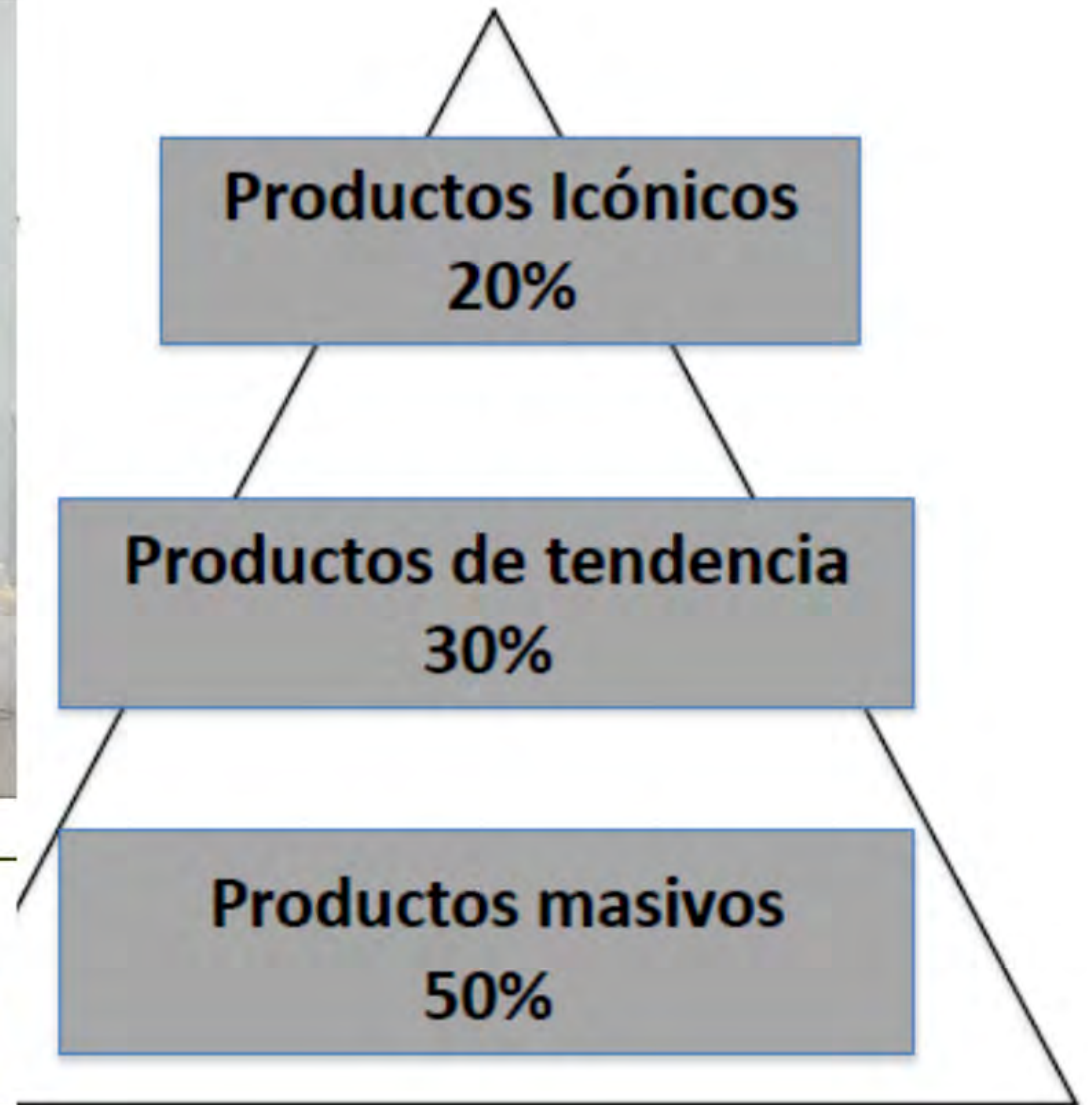 Productos Icónicos
20%
Productos de tendencia
30%
Productos masivos
50%